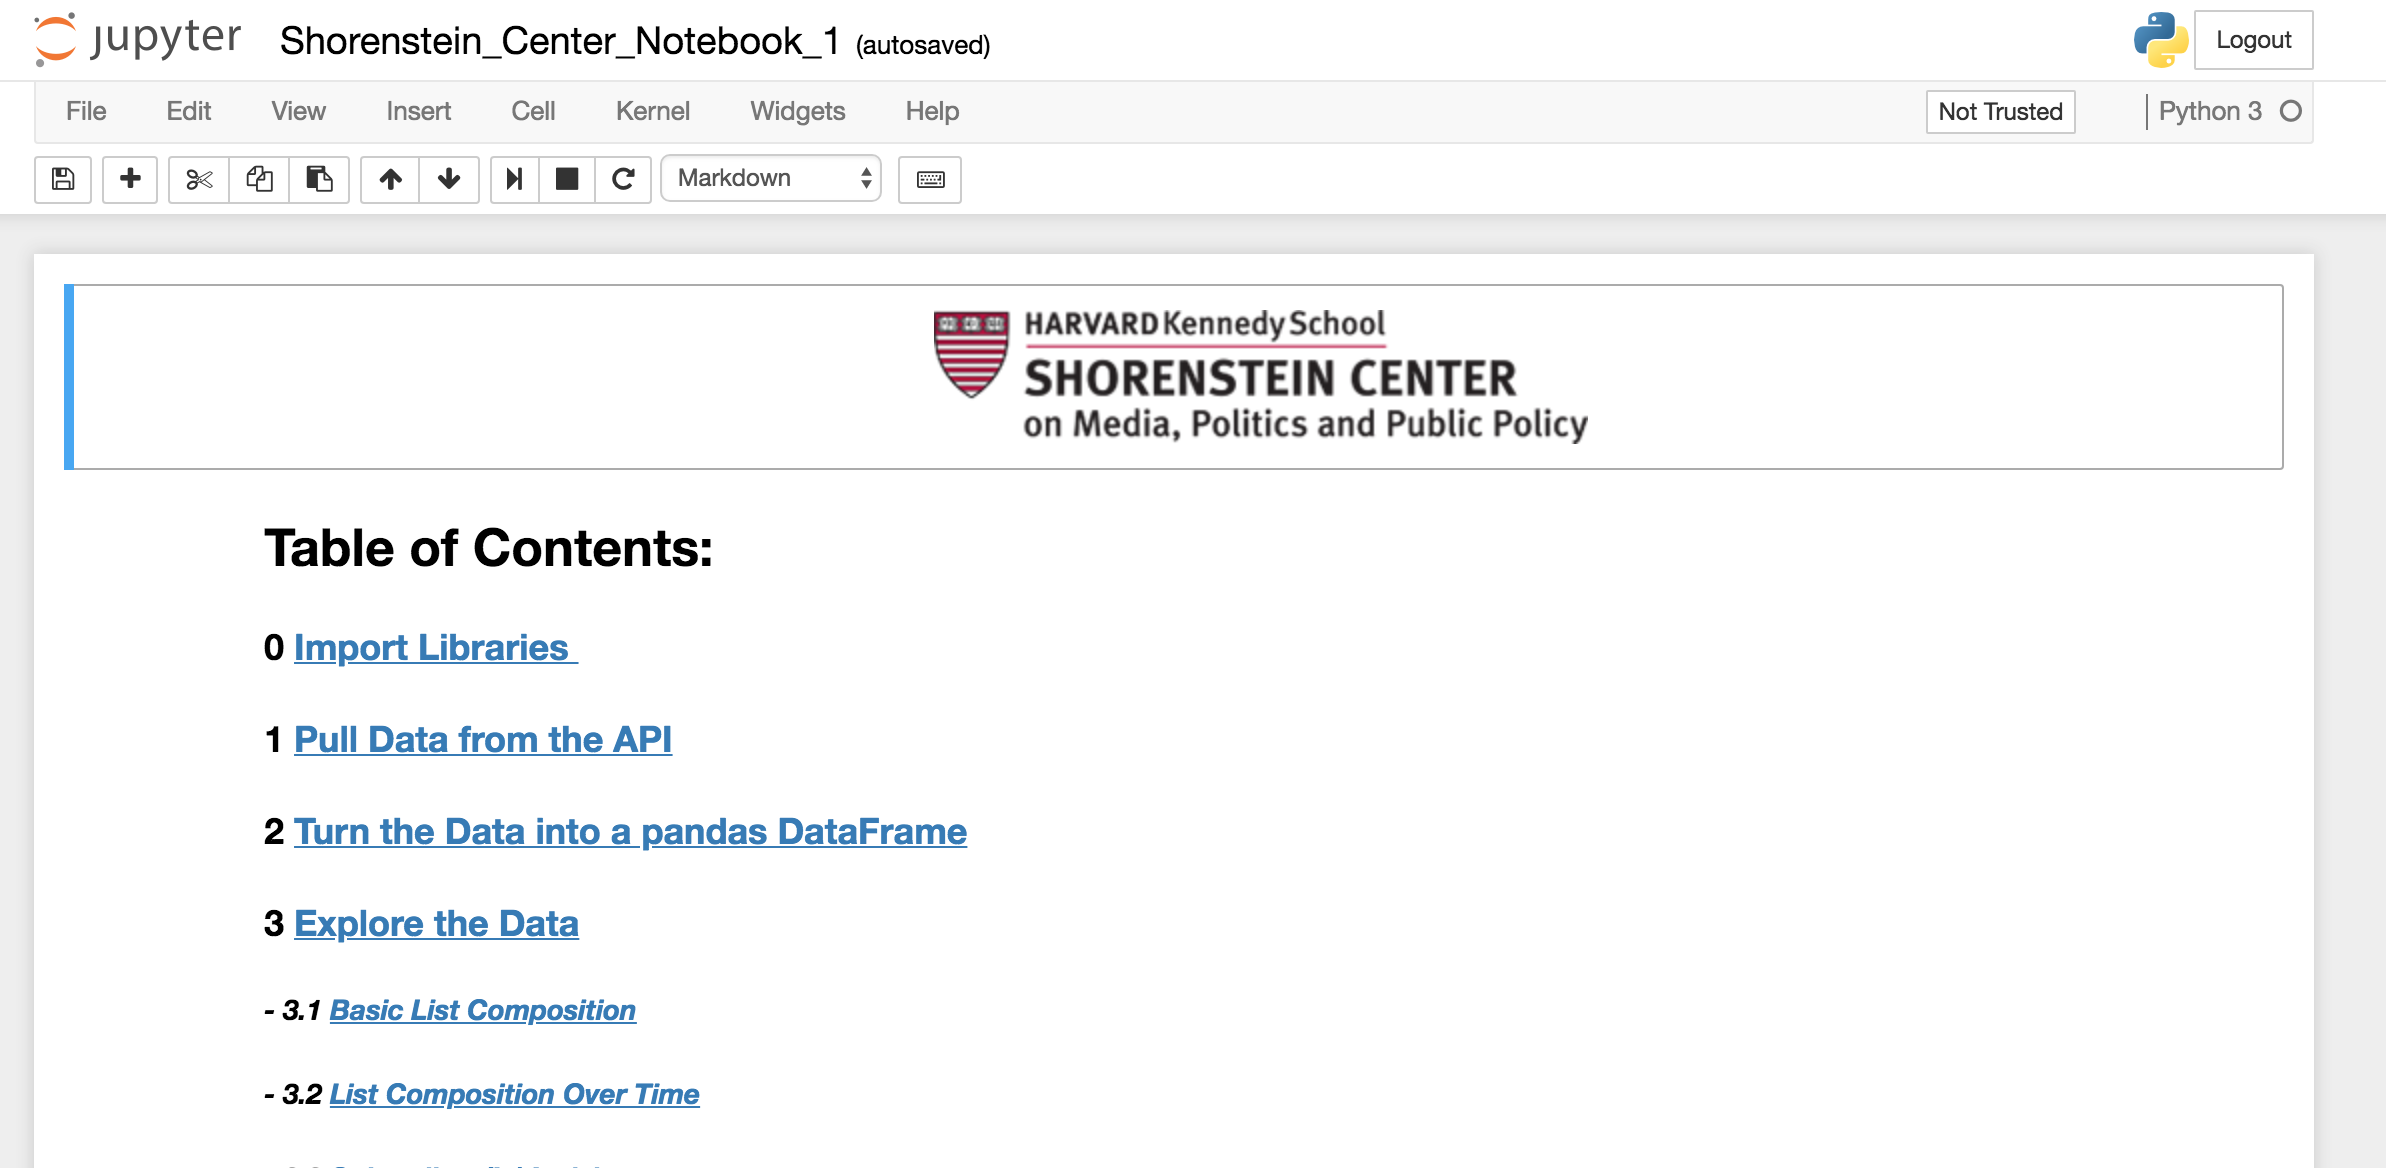 jupyter Shorenstein_Center_Notebook_1 (autosaved) Logout
File Edit View Insert Cell Kernel Widgets Help Not Trusted Python 3
Markdown
HARVARD Kennedy School
SHORENSTEIN CENTER
on Media, Politics and Public Policy
Table of Contents:
0 Import Libraries
1 Pull Data from the API
2 Turn the Data into a pandas DataFrame
3 Explore the Data
- 3.1 Basic List Composition
- 3.2 List Composition Over Time